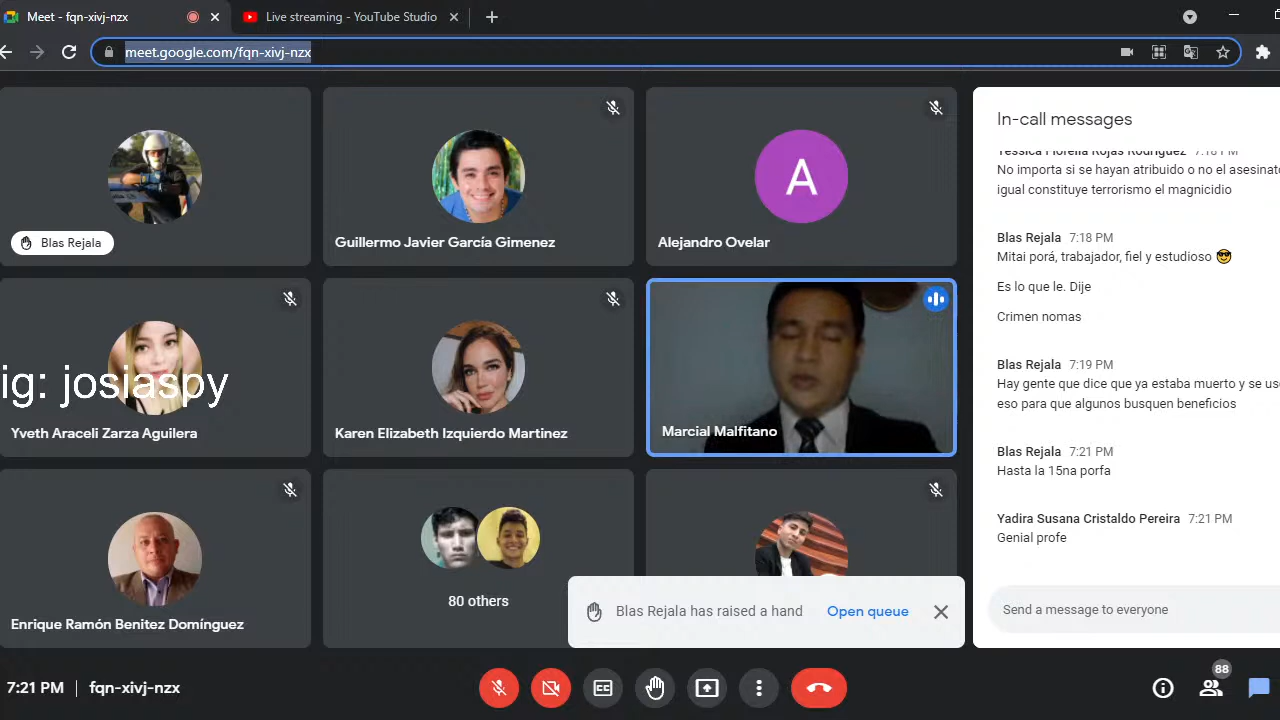 Meet - fqn-xivj-nzx
Live streaming - YouTube Studio
meet.google.com/fqn-xivj-nzx
Blas Rejala
Guillermo Javier García Gimenez
A
Alejandro Ovelar
ig: josiaspy
Yveth Araceli Zarza Aguilera
Karen Elizabeth Izquierdo Martinez
Marcial Malfitano
Enrique Ramón Benitez Domínguez
80 others
Blas Rejala has raised a hand
Open queue
In-call messages
7:18 PM
No importa si se hayan atribuido o no el asesinato
igual constituye terrorismo el magnicidio
Blas Rejala 7:18 PM
Mitai porá, trabajador, fiel y estudioso 😎
Es lo que le. Dije
Crimen nomas
Blas Rejala 7:19 PM
Hay gente que dice que ya estaba muerto y se us
eso para que algunos busquen beneficios
Blas Rejala 7:21 PM
Hasta la 15na porfa
Yadira Susana Cristaldo Pereira 7:21 PM
Genial profe
Send a message to everyone
7:21 PM | fqn-xivj-nzx
CC
88